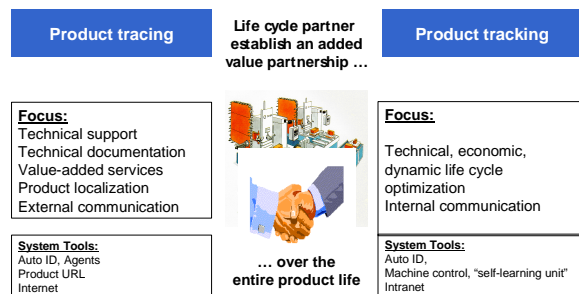 Product tracing
Life cycle partner
establish an added
value partnership ...
Product tracking
Focus:
Technical support
Technical documentation
Value-added services
Product localization
External communication
Focus:
Technical, economic,
dynamic life cycle
optimization
Internal communication
System Tools:
Auto ID, Agents
Product URL
Internet
... over the
entire product life
System Tools:
Auto ID,
Machine control, “self-learning unit”
Intranet